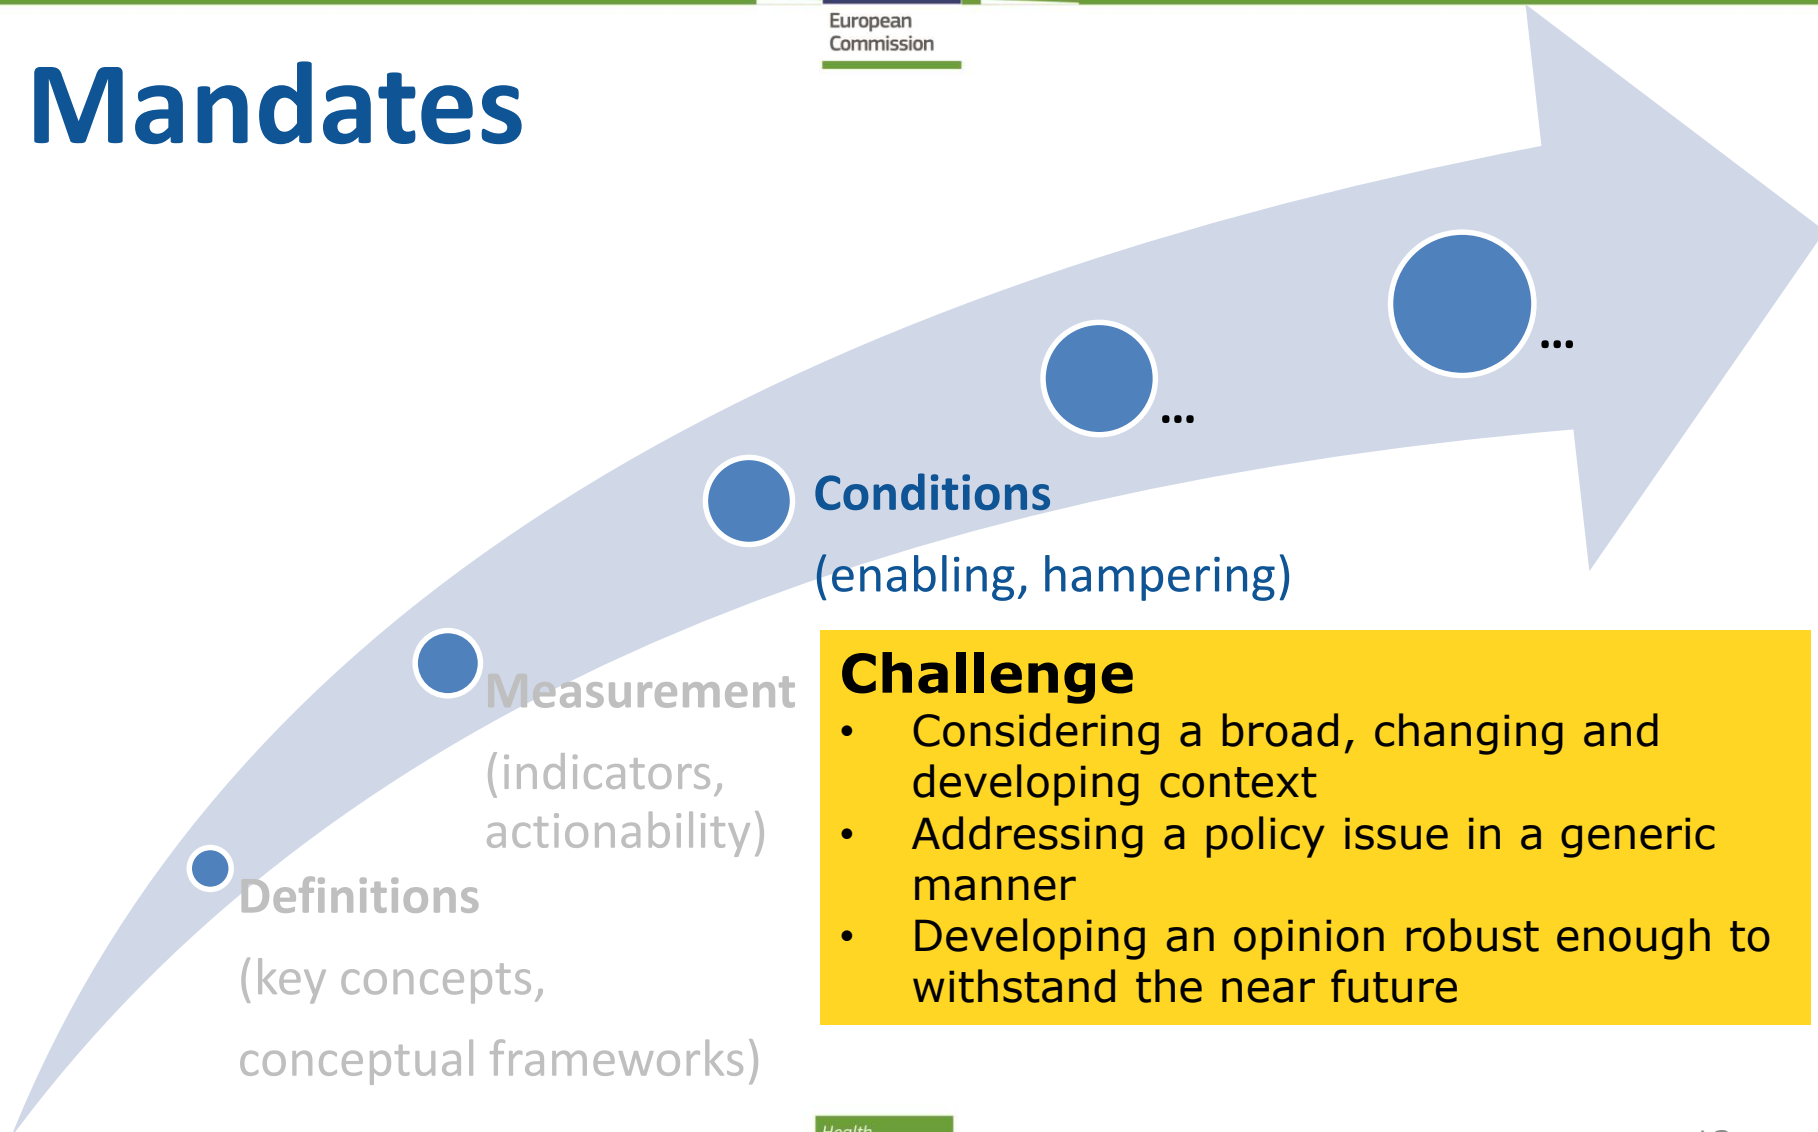 European
Commission
Mandates
...
...
Conditions
(enabling, hampering)
Measurement
(indicators,
actionability)
Definitions
(key concepts,
conceptual frameworks)
Challenge
• Considering a broad, changing and
developing context
• Addressing a policy issue in a generic
manner
• Developing an opinion robust enough to
withstand the near future
Health